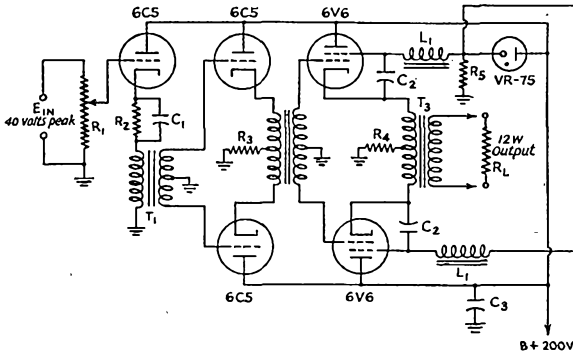 6C5
6C5
6V6
L1
R5
VR-75
C2
EIN
40 volts peak
R1
R2
C1
R3
R4
T3
12W
Output
RL
T1
C2
6C5
6V6
L1
C3
B+ 200V